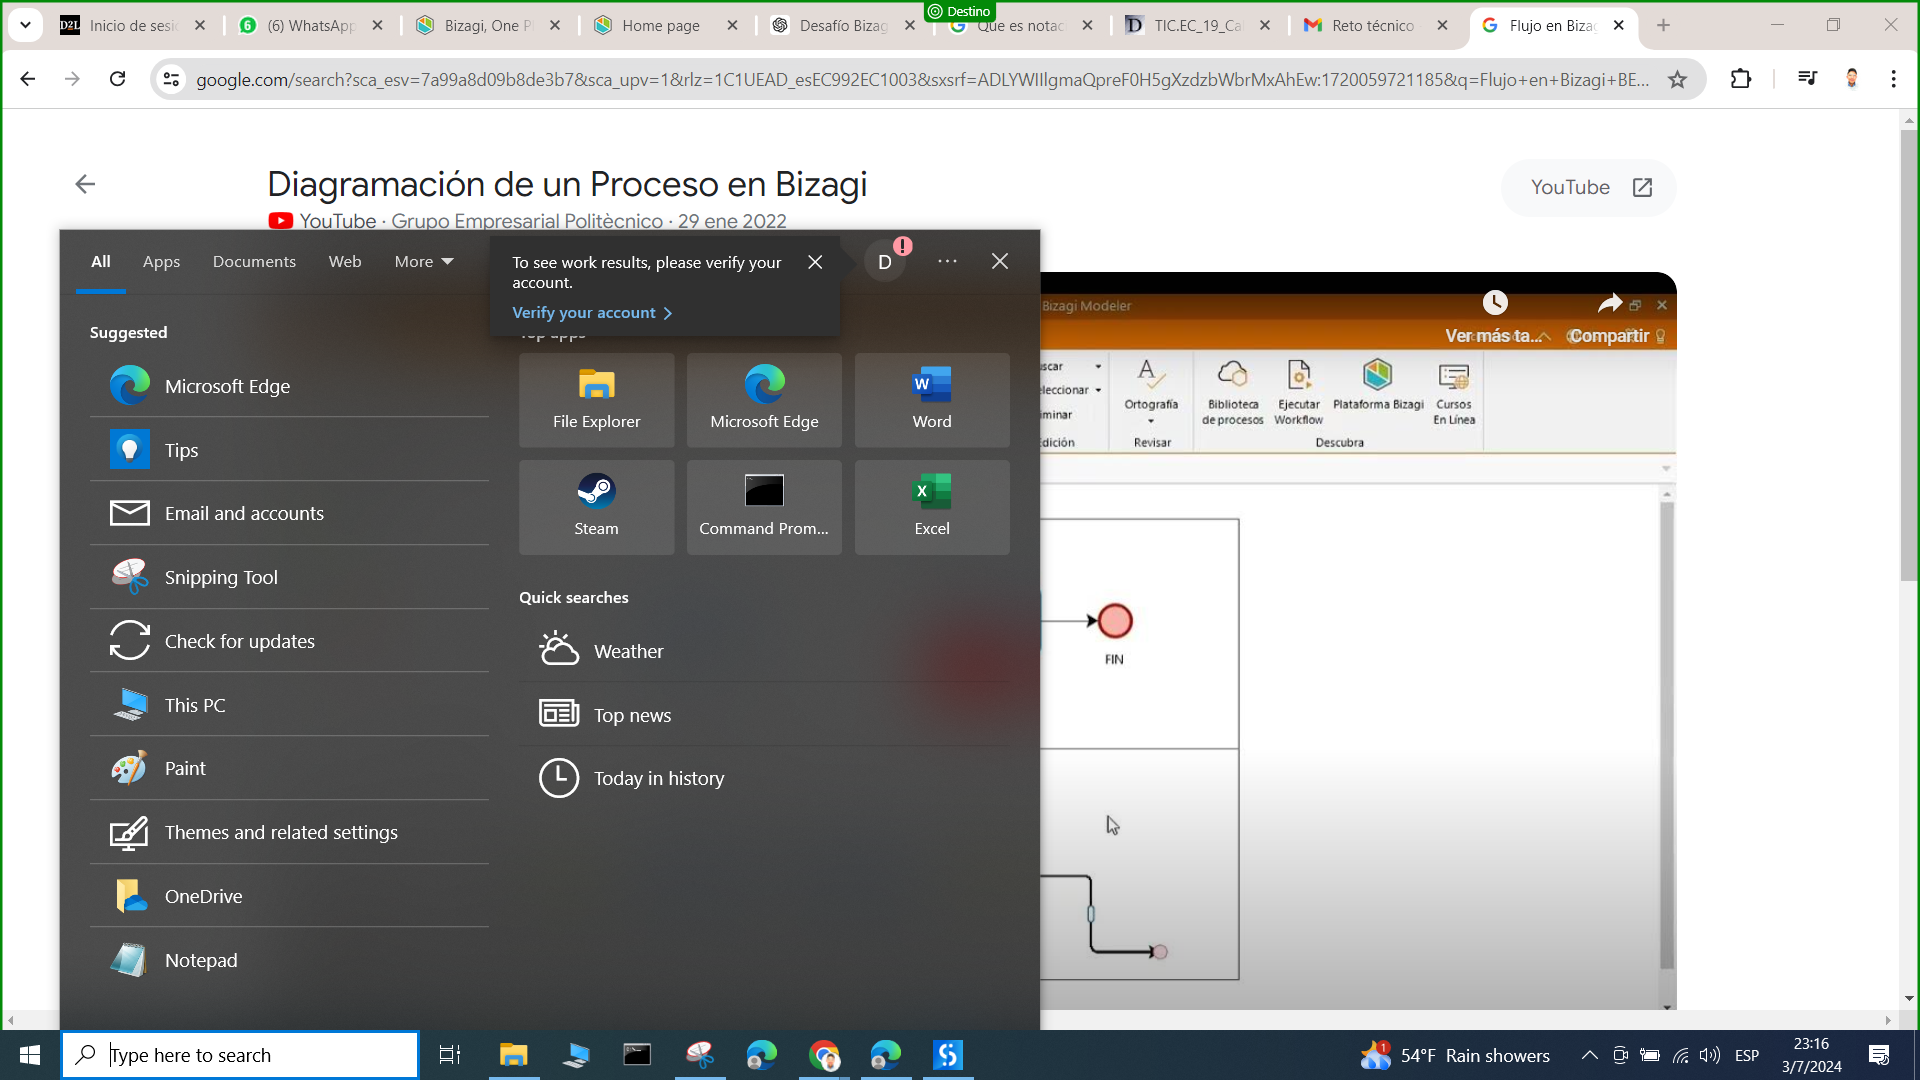 Destino
Inicio de sesi
(6) WhatsApp
Bizagi, One P
Home page
Desafío Bizag
Que es notac
TIC.EC_19_Ca
Reto técnico
Flujo en Biza
google.com/search?sca_esv=7a99a8d09b8de3b7&sca_upv=1&rlz=1C1UEAD_esEC992EC1003&sxsrf=ADLYWIIlgmaQpreF0H5gXzdzbWbrMxAhEw:1720059721185&q=Flujo+en+Bizagi+BE...
Diagramación de un Proceso en Bizagi
YouTube · Grupo Empresarial Politècnico · 29 ene 2022
YouTube
All
Apps
Documents
Web
More
To see work results, please verify your
account.
Verify your account
D
Suggested
Microsoft Edge
Tips
Email and accounts
Snipping Tool
Check for updates
This PC
Paint
Themes and related settings
OneDrive
Notepad
Top apps
File Explorer
Microsoft Edge
Word
Steam
Command Prom...
Excel
Quick searches
Weather
Top news
Today in history
Bizagi Modeler
Ver más ta...
Compartir
uscar
eleccionar
iminar
dición
Ortografía
Revisar
Biblioteca
de procesos
Ejecutar
Workflow
Plataforma Bizagi
Cursos
En Línea
Descubra
FIN
Type here to search
54°F Rain showers
ESP
23:16
3/7/2024